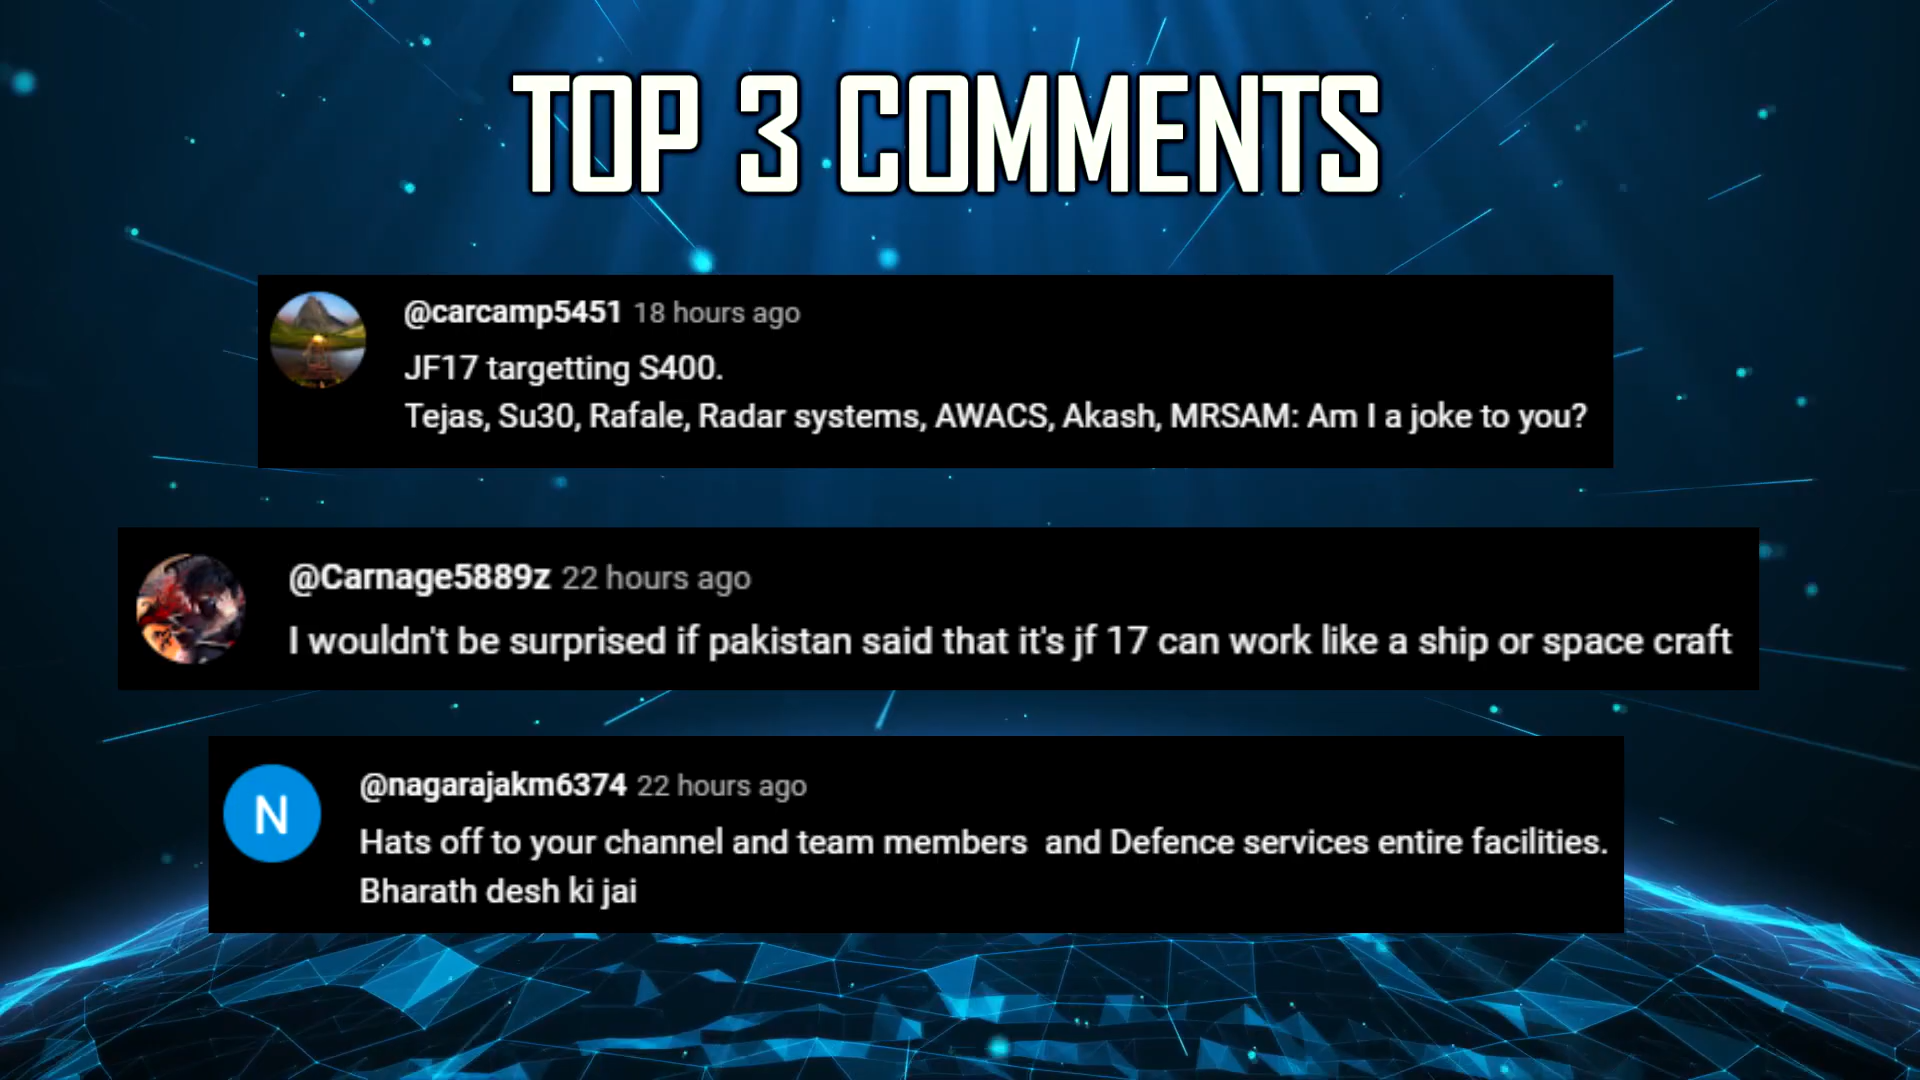 TOP 3 COMMENTS
@carcamp5451 18 hours ago
JF17 targetting S400.
Tejas, Su30, Rafale, Radar systems, AWACS, Akash, MRSAM: Am I a joke to you?
@Carnage5889z 22 hours ago
I wouldn't be surprised if pakistan said that it's jf 17 can work like a ship or space craft
N
@nagarajakm6374 22 hours ago
Hats off to your channel and team members  and Defence services entire facilities.
Bharath desh ki jai